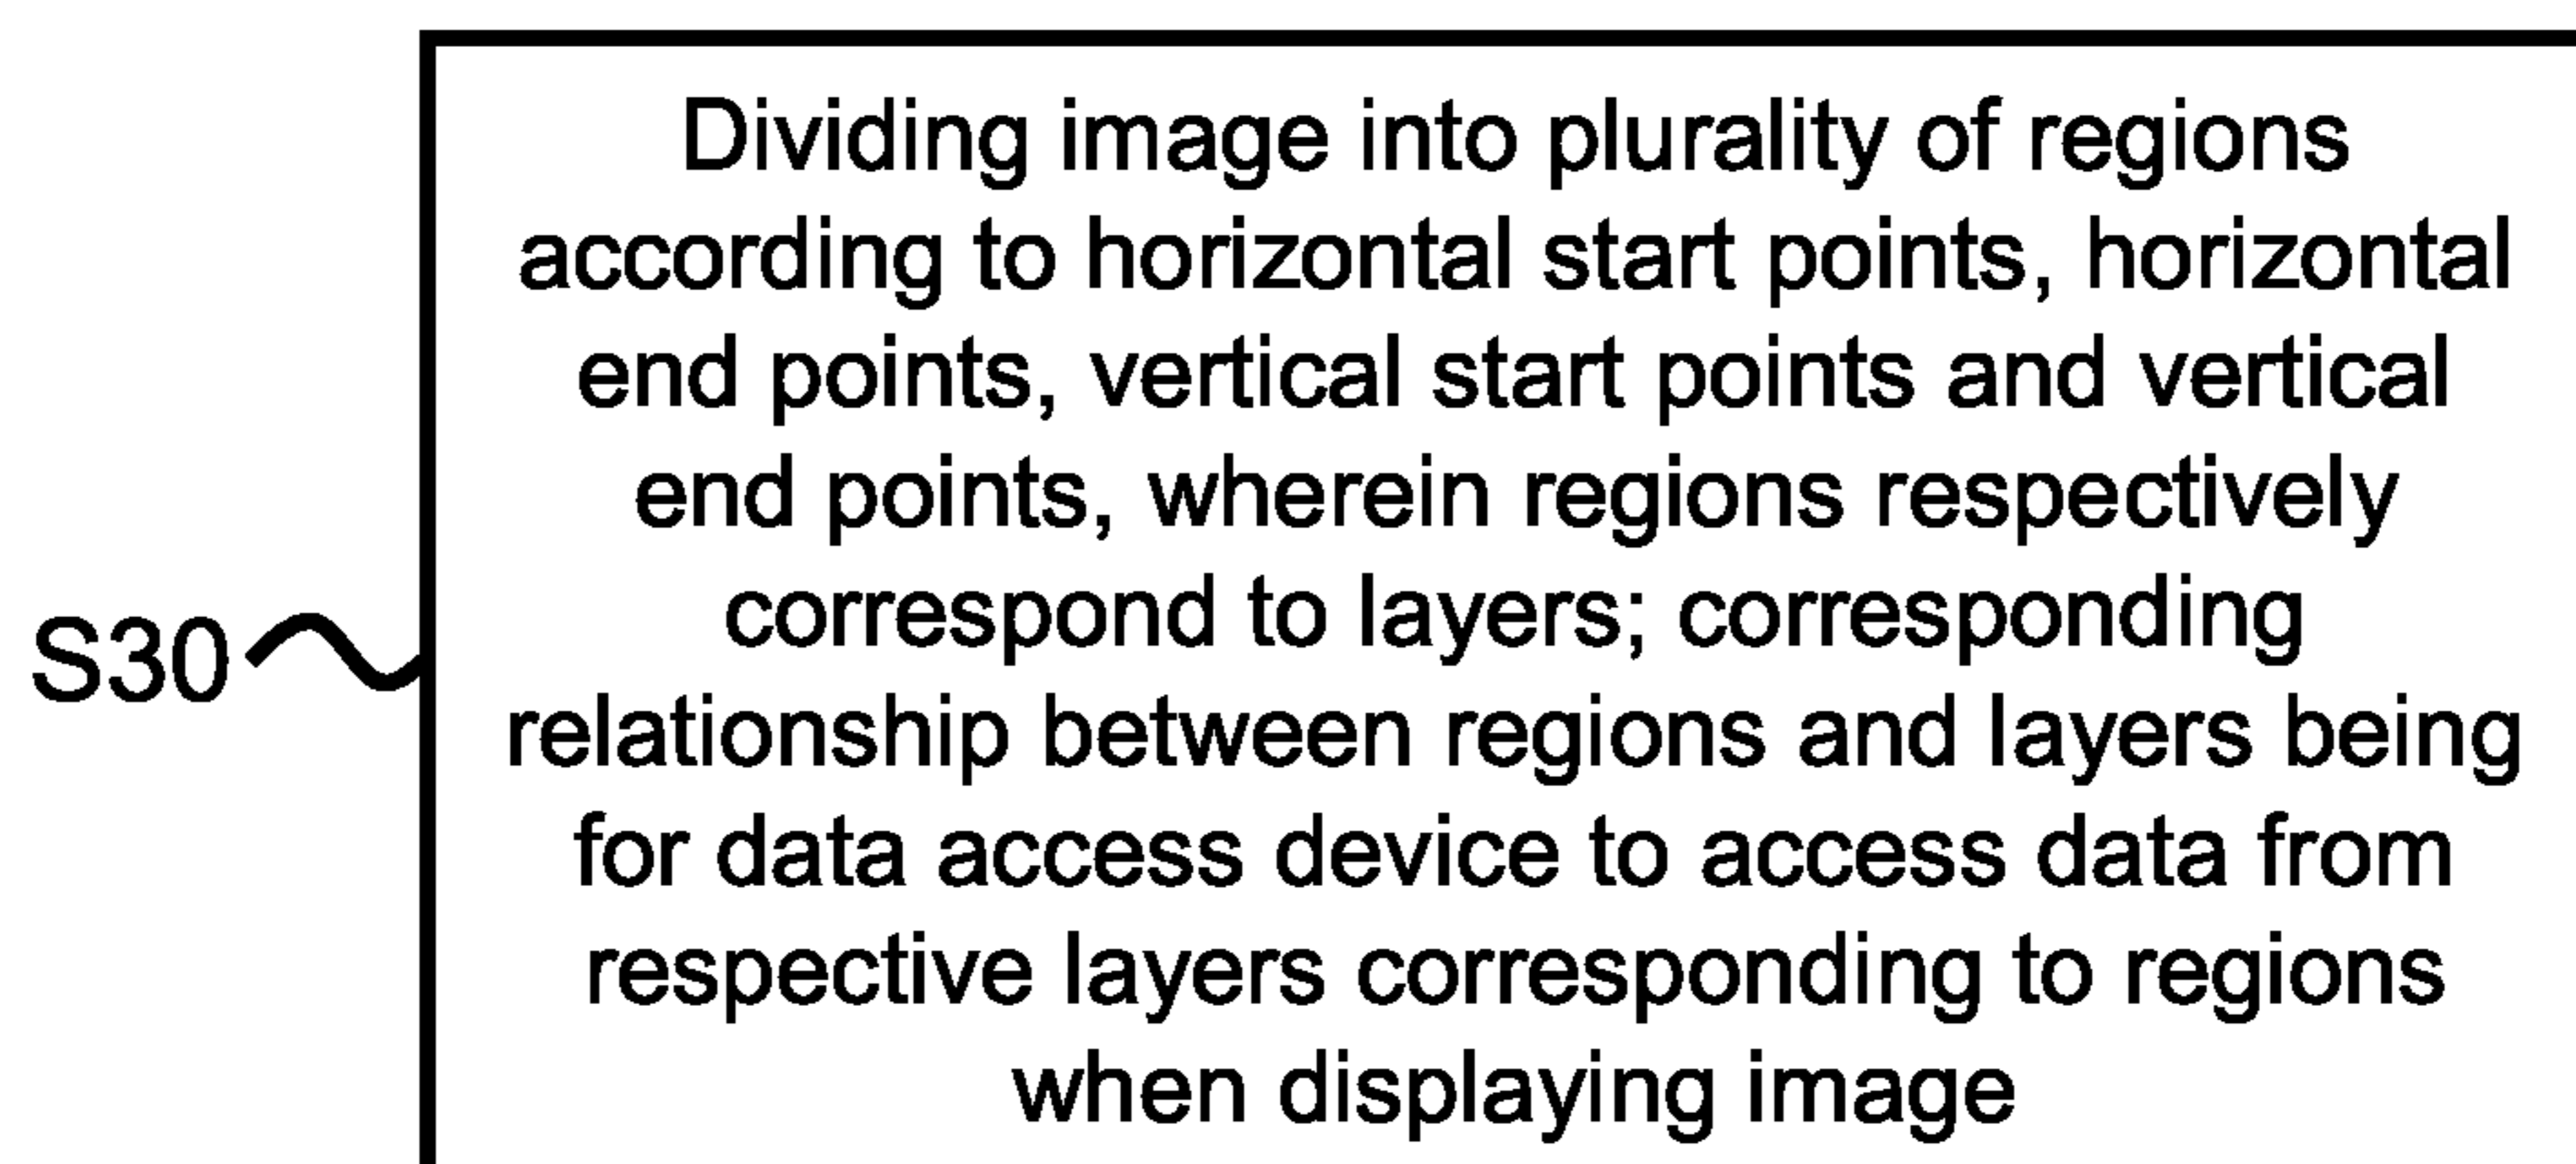 Dividing image into plurality of regions
according to horizontal start points, horizontal
end points, vertical start points and vertical
end points, wherein regions respectively
correspond to layers; corresponding
S30
relationship between regions and layers being
for data access device to access data from
respective layers corresponding to regions
when displaying image